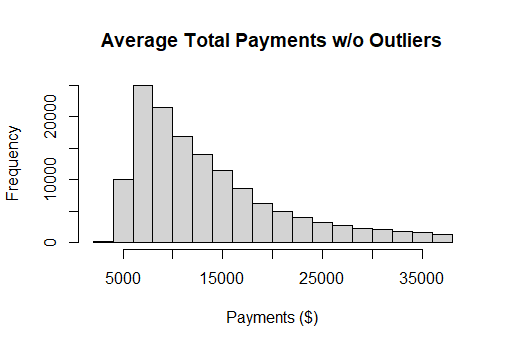 Average Total Payments w/o Outliers
Frequency
20000
10000
0
5000 15000 25000 35000
Payments ($)